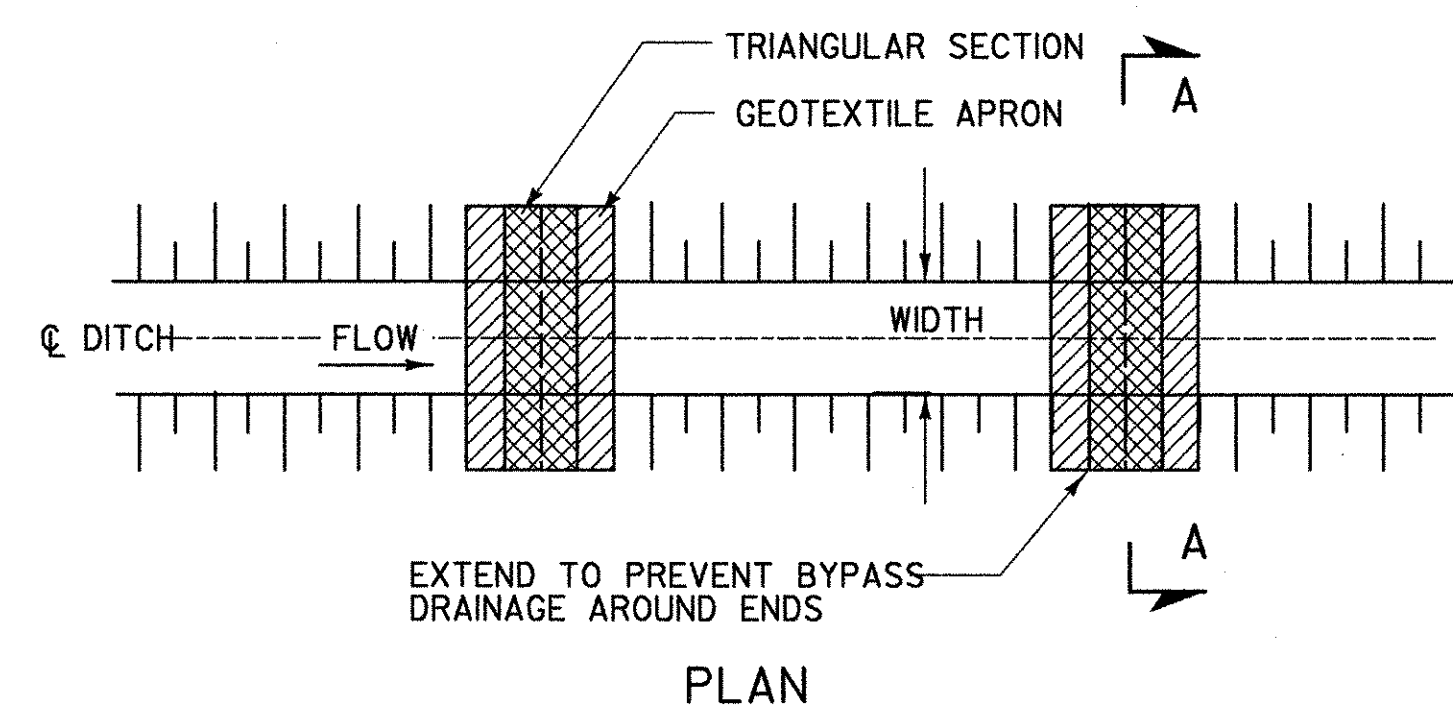 TRIANGULAR SECTION
A
GEOTEXTILE APRON
WIDTH
℄ DITCH
FLOW
A
EXTEND TO PREVENT BYPASS
DRAINAGE AROUND ENDS
PLAN